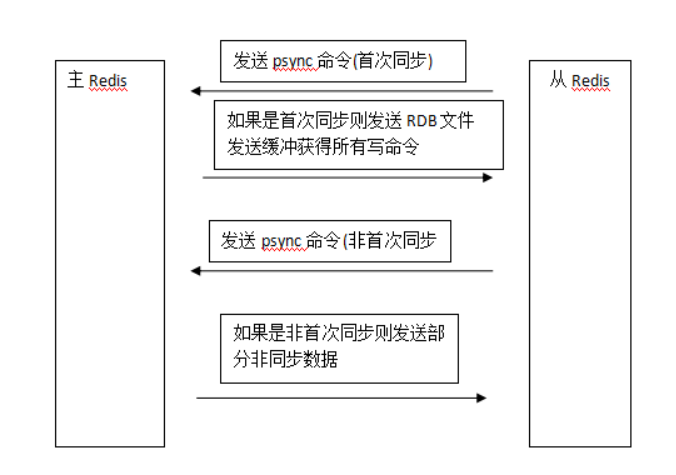 发送 psync 命令(首次同步)
主 Redis
从 Redis
如果是首次同步则发送 RDB 文件
发送缓冲获得所有写命令
发送 psync 命令(非首次同步
如果是非首次同步则发送部
分非同步数据